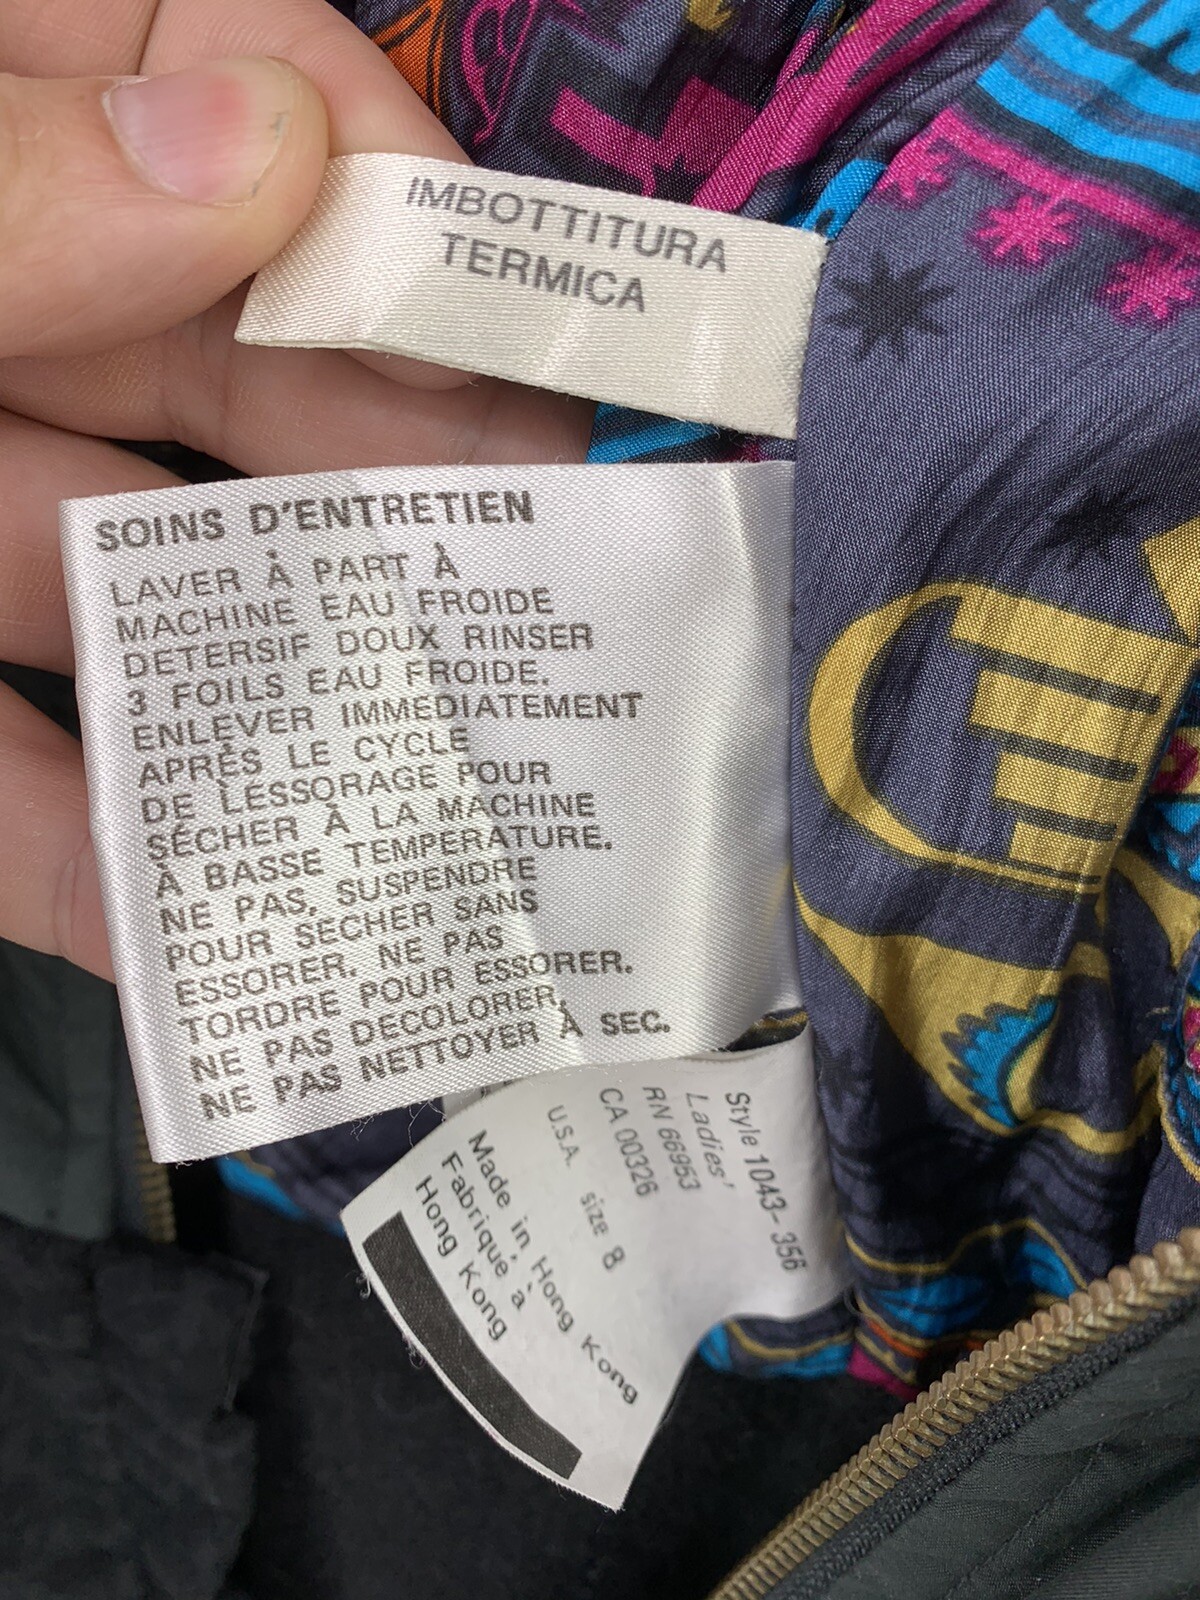 IMBOTTITURA
TERMICA
SOINS D'ENTRETIEN
LAVER À PART À
MACHINE EAU FROIDE
DETERSIF DOUX RINSER
3 FOILS EAU FROIDE.
ENLEVER IMMEDIATEMENT
APRÈS LE CYCLE
DE LESSORAGE POUR
SÉCHER À LA MACHINE
À BASSE TEMPERATURE.
NE PAS. SUSPENDRE
POUR SECHER SANS
ESSORER. NE PAS
TORDRE POUR ESSORER.
NE PAS DECOLORER.
NE PAS NETTOYER À SEC.
Style 1043-356
Ladies'
RN 66953
CA 00326
U.S.A. size 8
Made in Hong Kong
Fabriqué à
Hong Kong